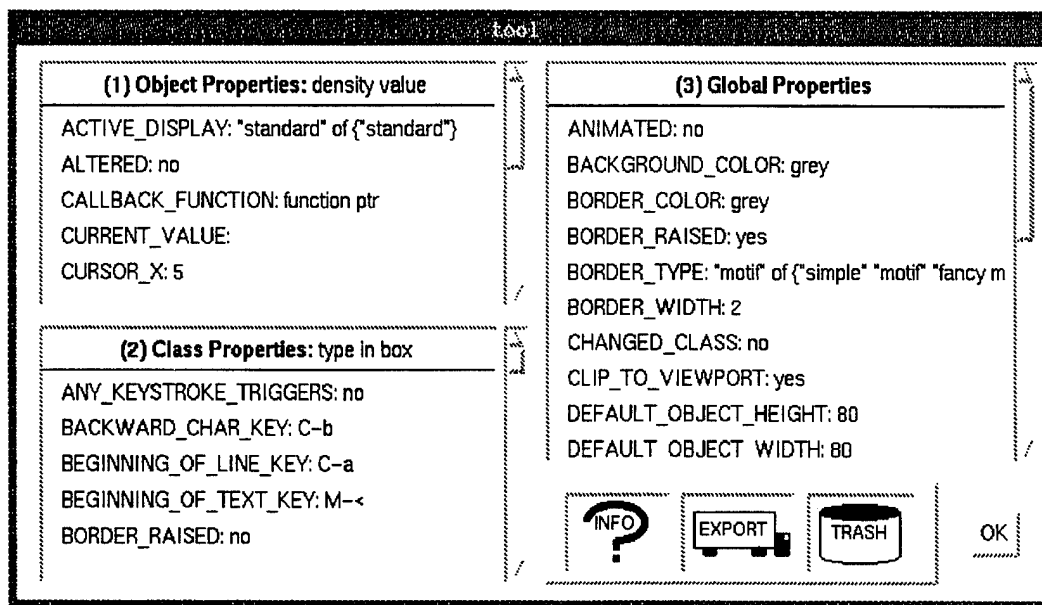 tool
(1) Object Properties: density value
ACTIVE_DISPLAY: "standard" of {"standard"}
ALTERED: no
CALLBACK_FUNCTION: function ptr
CURRENT_VALUE:
CURSOR_X: 5
(2) Class Properties: type in box
ANY_KEYSTROKE_TRIGGERS: no
BACKWARD_CHAR_KEY: C-b
BEGINNING_OF_LINE_KEY: C-a
BEGINNING_OF_TEXT_KEY: M-<
BORDER_RAISED: no
(3) Global Properties
ANIMATED: no
BACKGROUND_COLOR: grey
BORDER_COLOR: grey
BORDER_RAISED: yes
BORDER_TYPE: "motif" of {"simple" "motif" "fancy m
BORDER_WIDTH: 2
CHANGED_CLASS: no
CLIP_TO_VIEWPORT: yes
DEFAULT_OBJECT_HEIGHT: 80
DEFAULT_OBJECT_WIDTH: 80
INFO
EXPORT
TRASH
OK